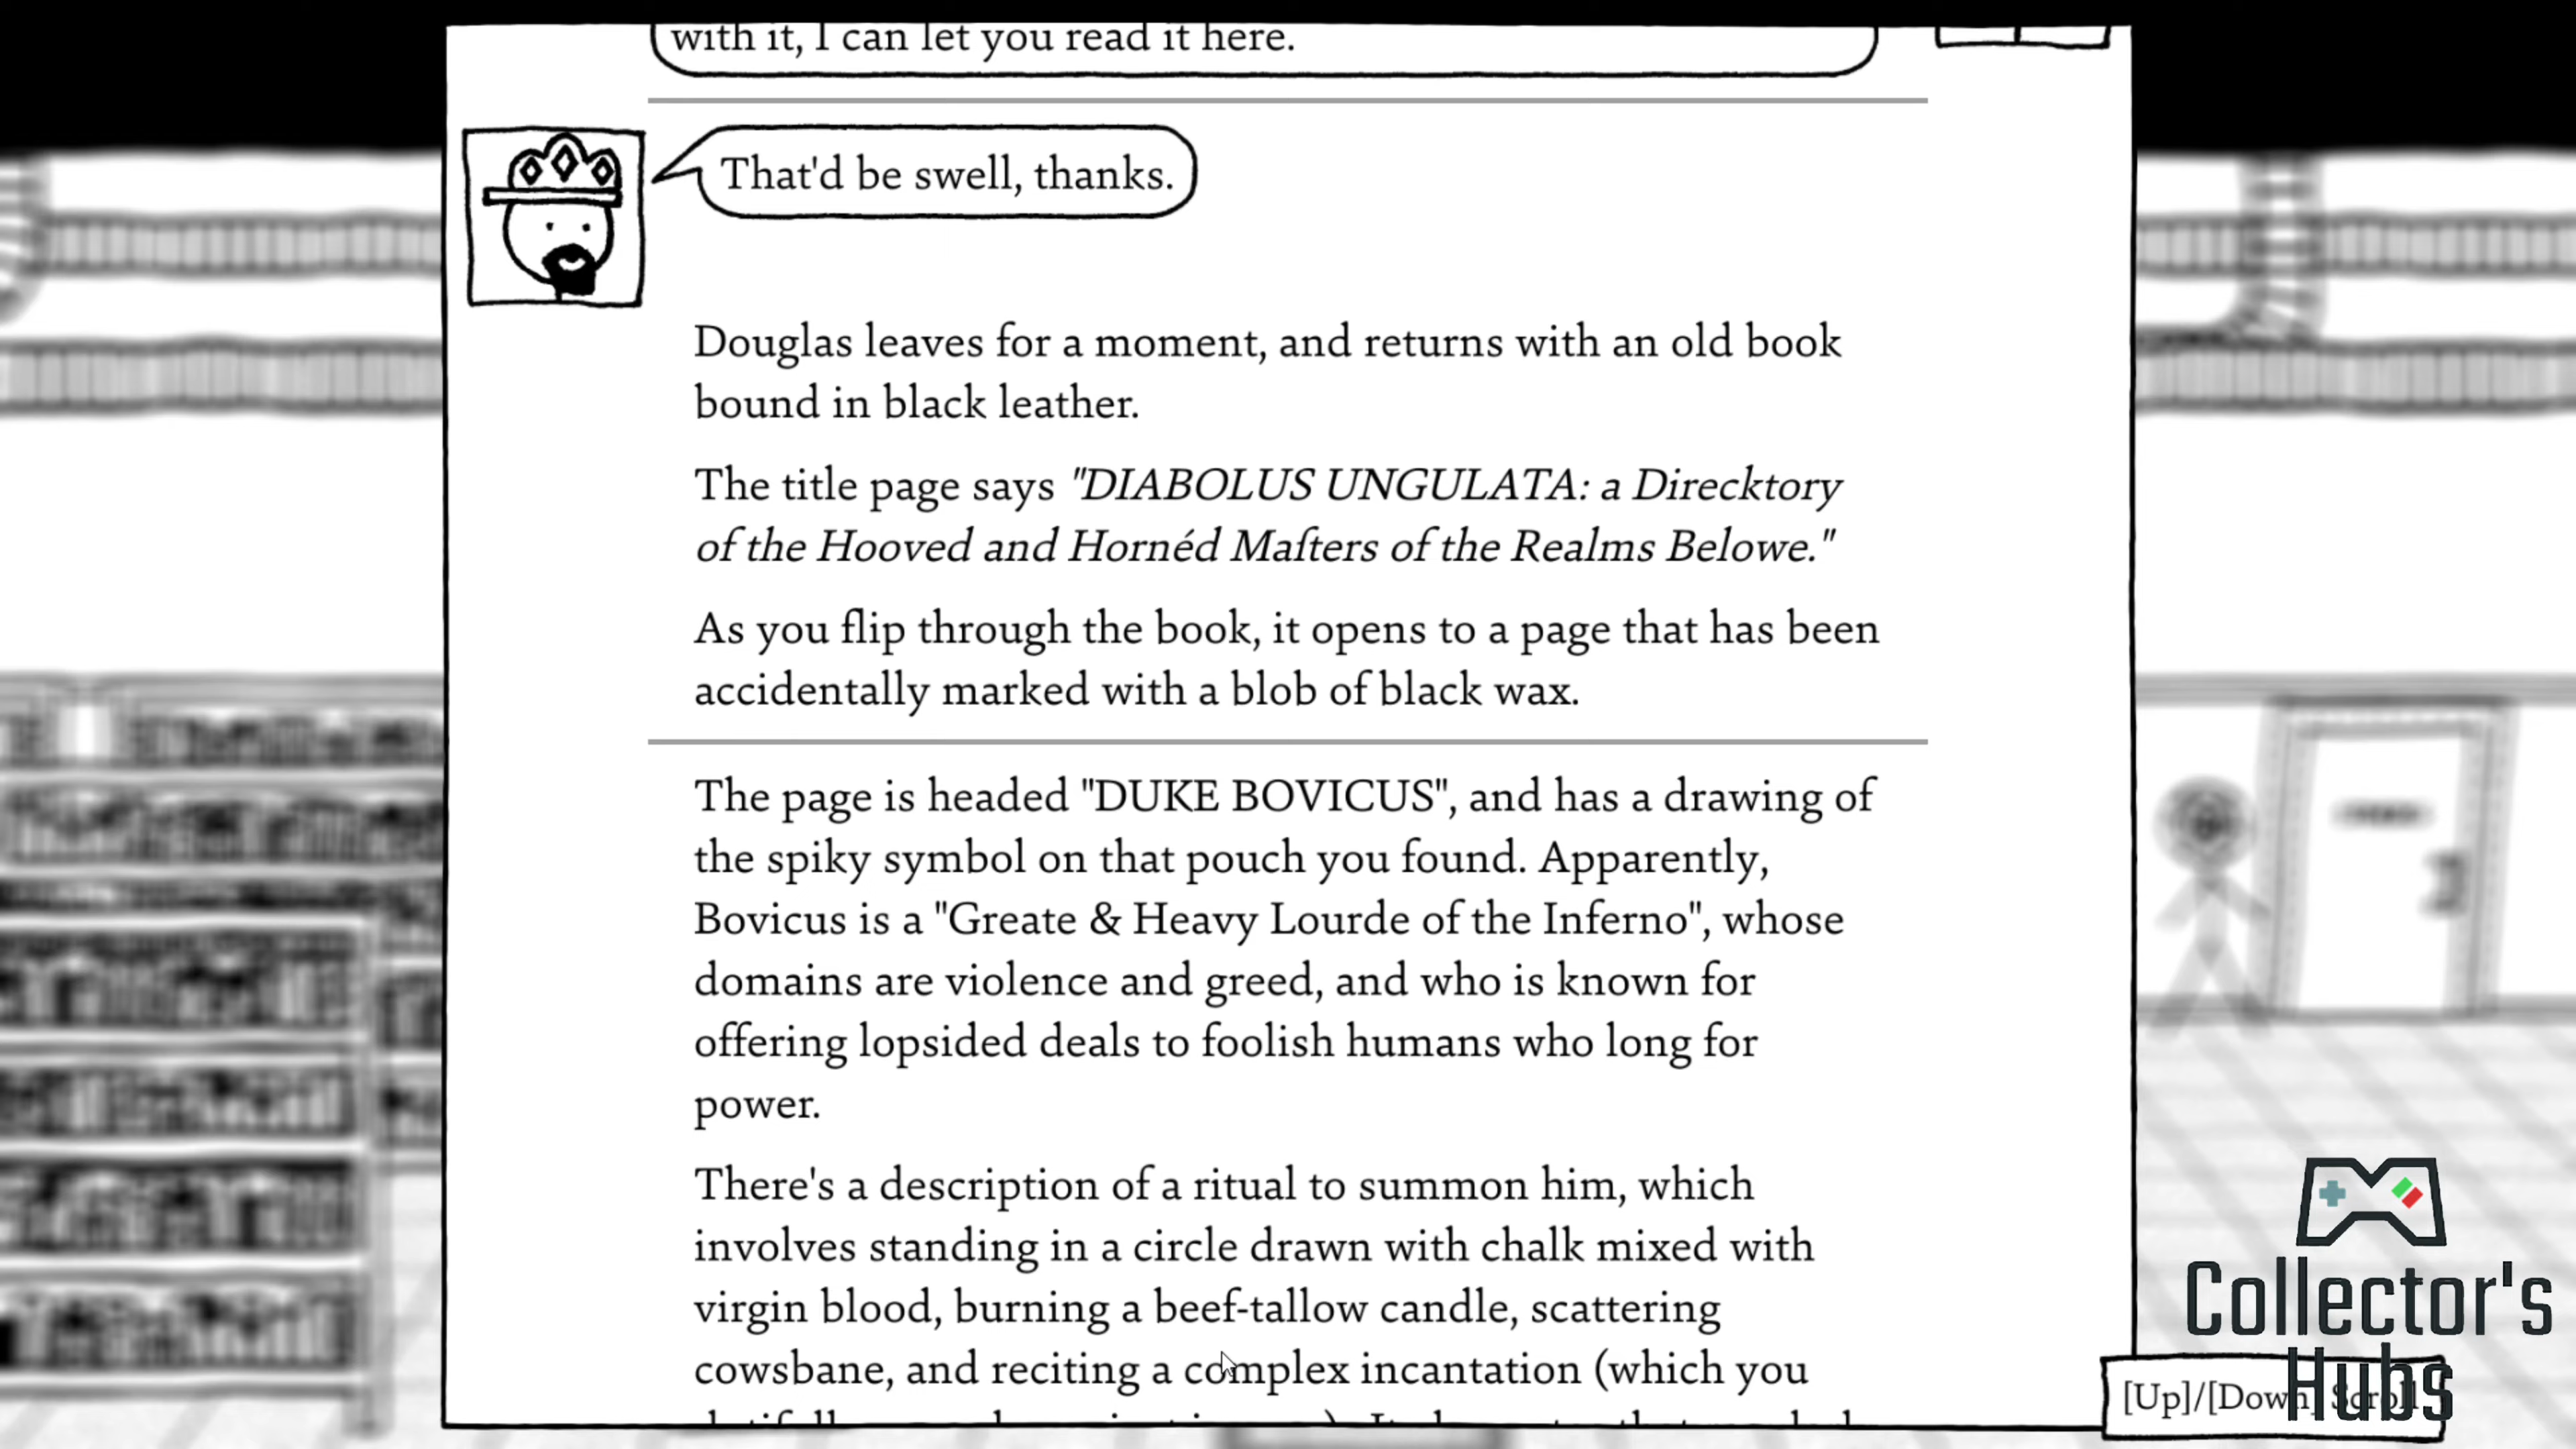 with it, I can let you read it here.
That'd be swell, thanks.
Douglas leaves for a moment, and returns with an old book
bound in black leather.
The title page says "DIABOLUS UNGULATA: a Direcktory
of the Hooved and Hornéd Maſters of the Realms Belowe."
As you flip through the book, it opens to a page that has been
accidentally marked with a blob of black wax.
The page is headed "DUKE BOVICUS", and has a drawing of
the spiky symbol on that pouch you found. Apparently,
Bovicus is a "Greate & Heavy Lourde of the Inferno", whose
domains are violence and greed, and who is known for
offering lopsided deals to foolish humans who long for
power.
There's a description of a ritual to summon him, which
involves standing in a circle drawn with chalk mixed with
virgin blood, burning a beef-tallow candle, scattering
cowsbane, and reciting a complex incantation (which you
Collector's
Hubs
[Up]/[Down] Scroll